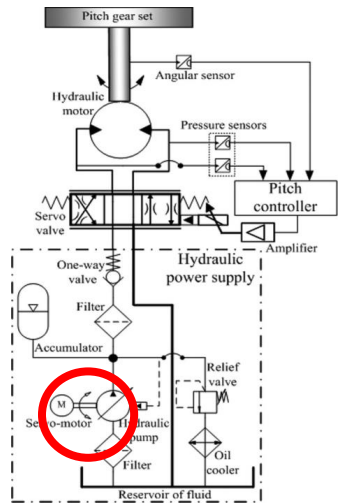 Pitch gear set
Angular sensor
Hydraulic
motor
Pressure sensors
Pitch
controller
Servo
valve
Amplifier
One-way
valve
Hydraulic
power supply
Filter
Accumulator
Relief
valve
M
Servo-motor
Hydraulic
pump
Filter
Oil
cooler
Reservoir of fluid